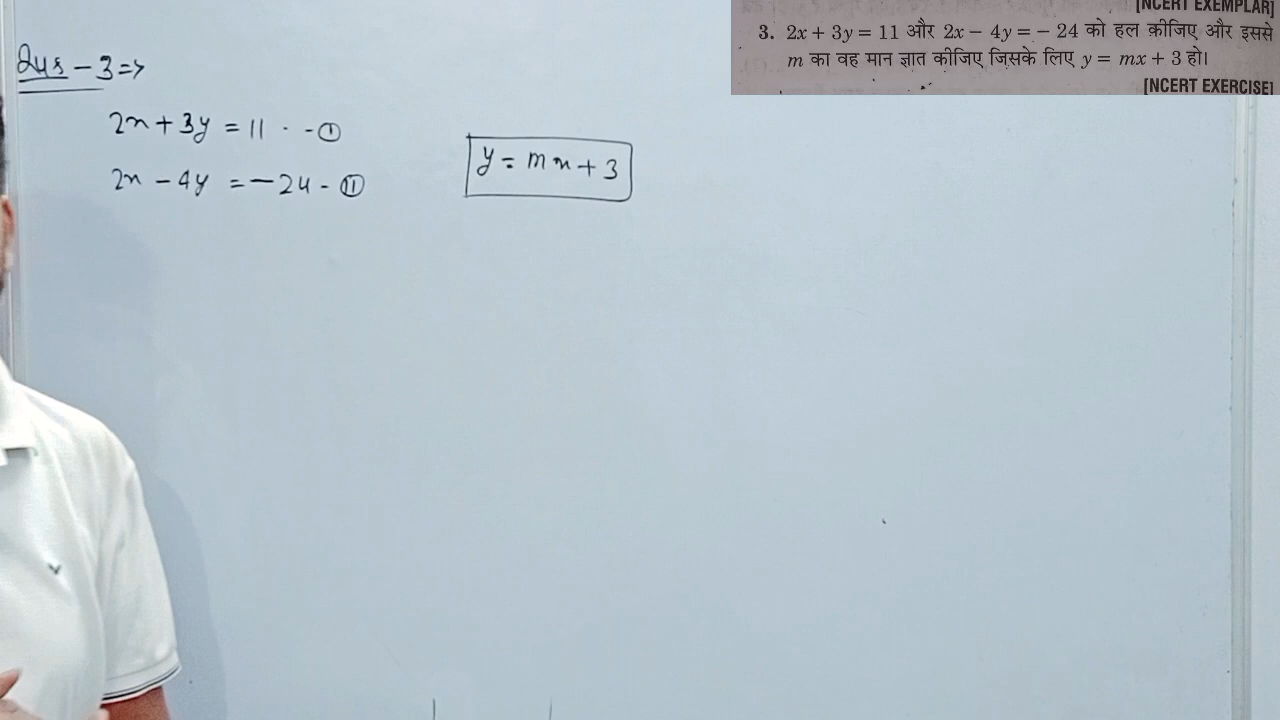 [NCERT EXEMPLAR]
3. 2x + 3y = 11 और 2x − 4y = − 24 को हल कीजिए और इससे
m का वह मान ज्ञात कीजिए जिसके लिए y = mx + 3 हो।
[NCERT EXERCISE]
Qus - 3 =>
2x + 3y = 11 - - ①
2x - 4y = -24 - ⑪
y = mx + 3